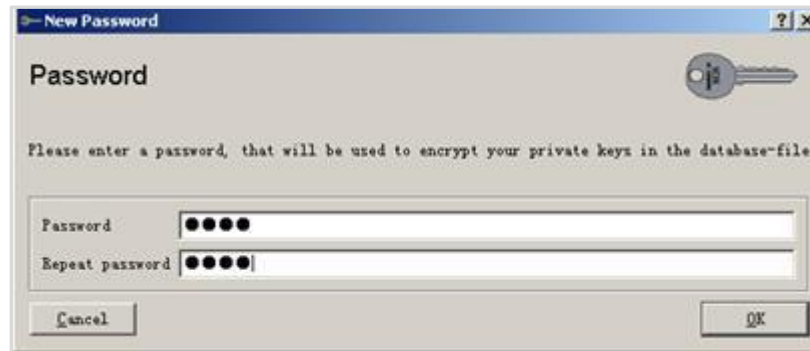 New Password
Password
Please enter a password, that will be used to encrypt your private keys in the database-file
Password ●●●●
Repeat password ●●●●
Cancel OK